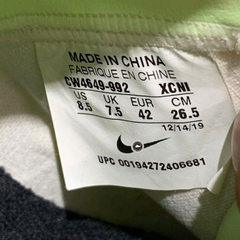 MADE IN CHINA
FABRIQUE EN CHINE
CW4649-992 XCNI
US UK EUR CM
8.5 7.5 42 26.5
12/14/19
UPC 00194272406681